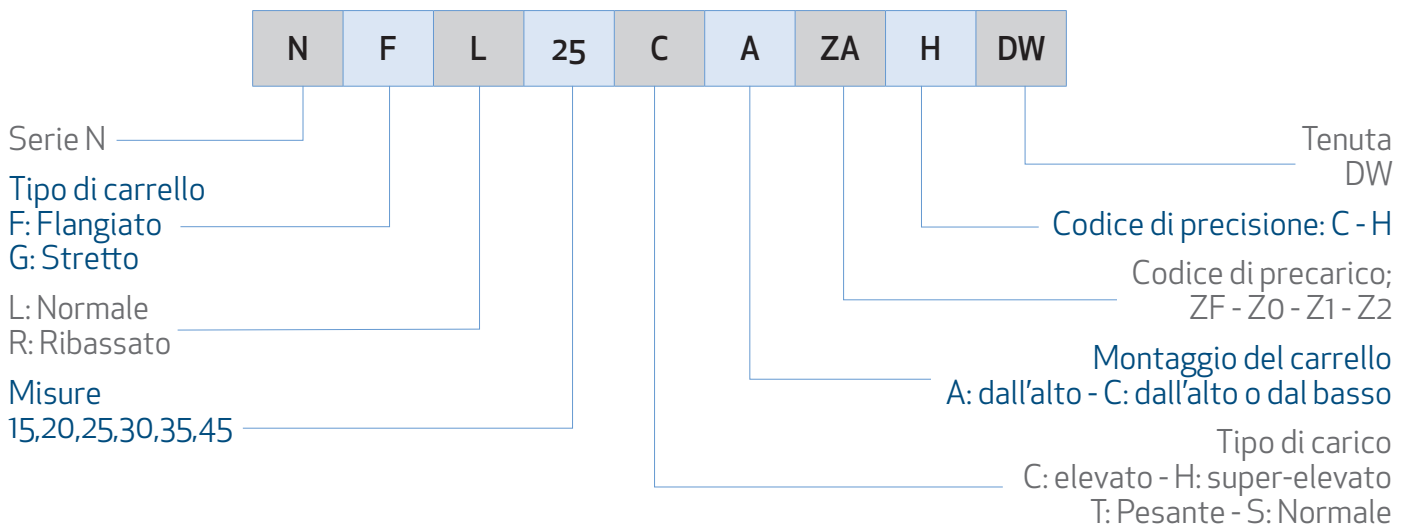 N F L 25 C A ZA H DW
Serie N
Tipo di carrello
F: Flangiato
G: Stretto
L: Normale
R: Ribassato
Misure
15,20,25,30,35,45
Tenuta
DW
Codice di precisione: C - H
Codice di precarico;
ZF - Z0 - Z1 - Z2
Montaggio del carrello
A: dall'alto - C: dall'alto o dal basso
Tipo di carico
C: elevato - H: super-elevato
T: Pesante - S: Normale